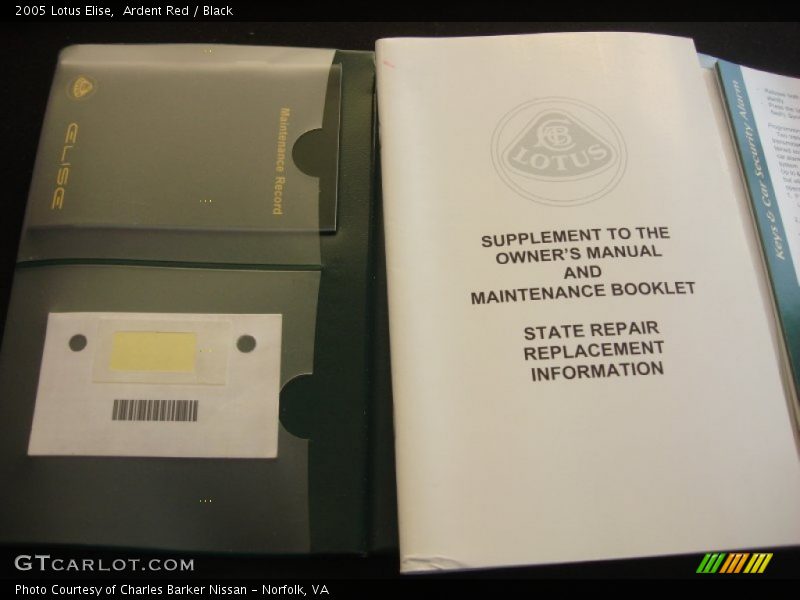 2005 Lotus Elise,  Ardent Red / Black
ELISE
Maintenance Record
LOTUS
SUPPLEMENT TO THE
OWNER'S MANUAL
AND
MAINTENANCE BOOKLET
STATE REPAIR
REPLACEMENT
INFORMATION
Keys & Car Security Alarm
GTCARLOT.COM
Photo Courtesy of Charles Barker Nissan - Norfolk, VA